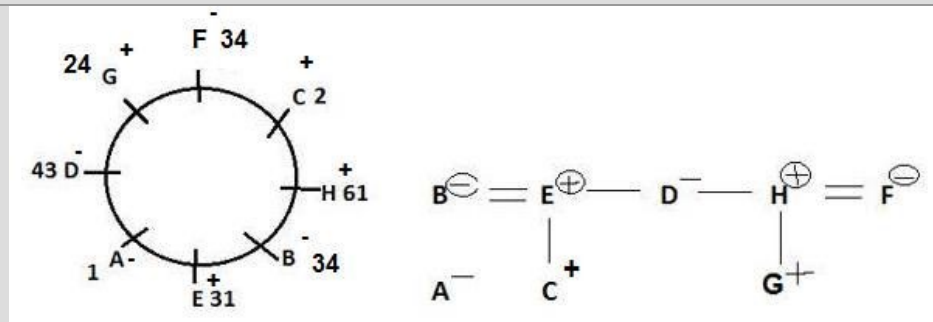 F - 34
24 G +
C 2 +
43 D -
H 61 +
1 A -
B - 34
E 31 +
B ⊖ = E ⊕ — D − — H ⊕ = F ⊖
A − C + G +